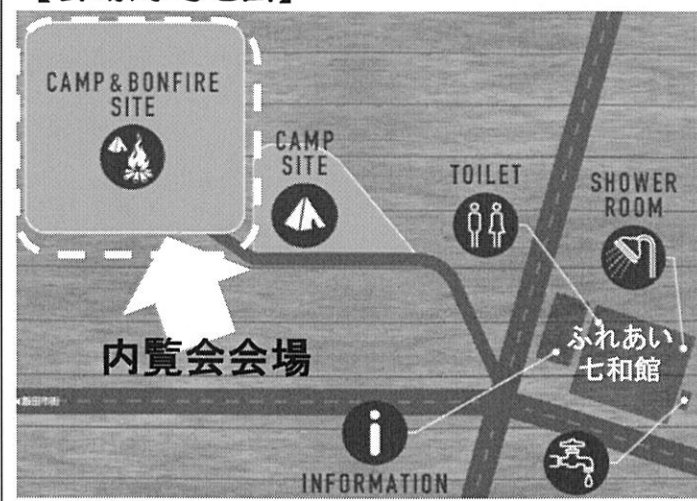 CAMP & BONFIRE
SITE
CAMP
SITE
TOILET
SHOWER
ROOM
内覧会会場
ふれあい
七和館
INFORMATION